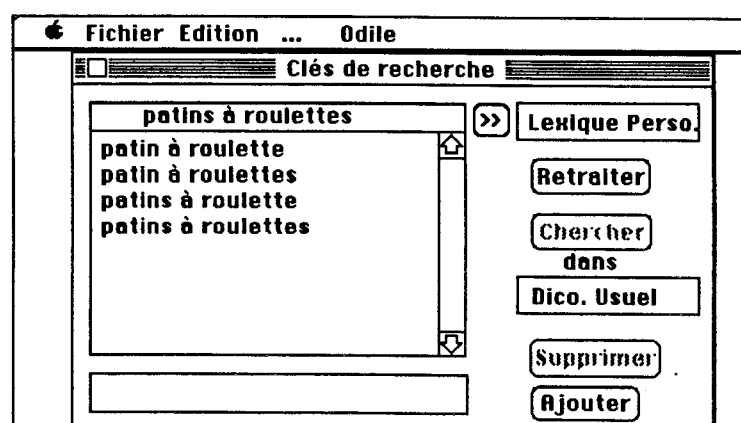 Fichier Edition ... Odile
Clés de recherche
patins à roulettes
>>
Lexique Perso.
patin à roulette
patin à roulettes
patins à roulette
patins à roulettes
Retraiter
Chercher
dans
Dico. Usuel
Supprimer
Ajouter